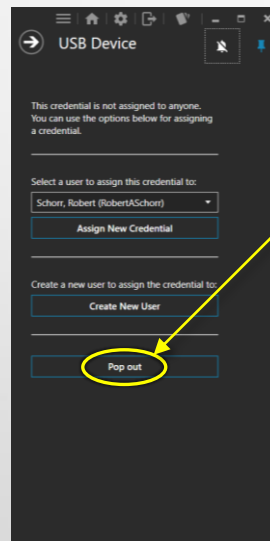 USB Device
This credential is not assigned to anyone.
You can use the options below for assigning
a credential.
Select a user to assign this credential to:
Schorr, Robert (RobertASchorr)
Assign New Credential
Create a new user to assign the credential to:
Create New User
Pop out